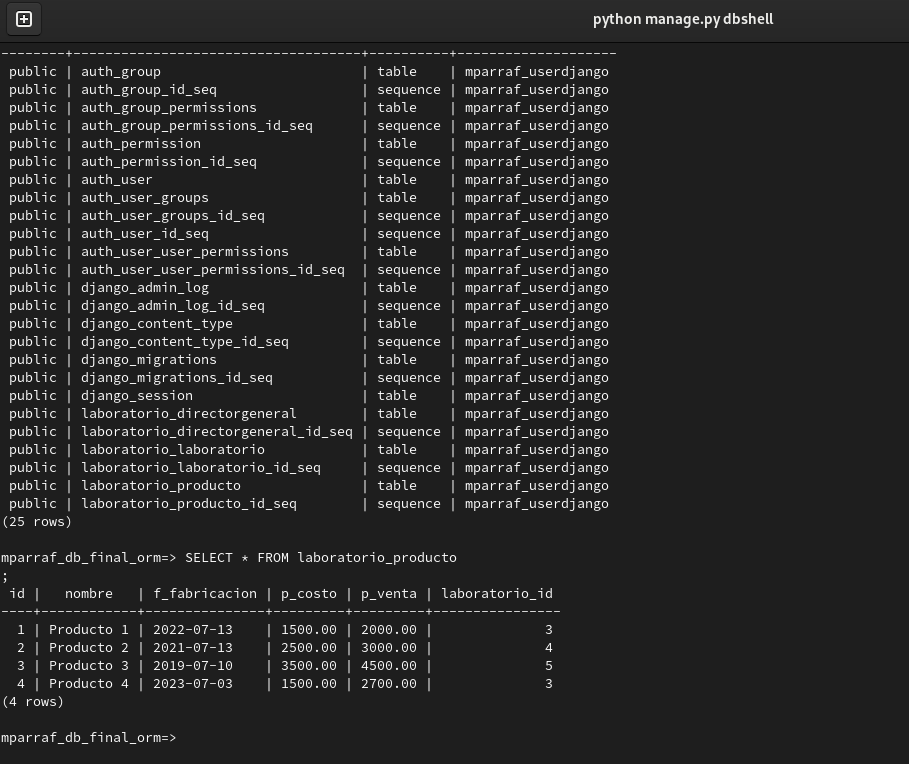 python manage.py dbshell
--------+------------------------------------+----------+--------------------
 public | auth_group                         | table    | mparraf_userdjango
 public | auth_group_id_seq                  | sequence | mparraf_userdjango
 public | auth_group_permissions             | table    | mparraf_userdjango
 public | auth_group_permissions_id_seq      | sequence | mparraf_userdjango
 public | auth_permission                    | table    | mparraf_userdjango
 public | auth_permission_id_seq             | sequence | mparraf_userdjango
 public | auth_user                          | table    | mparraf_userdjango
 public | auth_user_groups                   | table    | mparraf_userdjango
 public | auth_user_groups_id_seq            | sequence | mparraf_userdjango
 public | auth_user_id_seq                   | sequence | mparraf_userdjango
 public | auth_user_user_permissions         | table    | mparraf_userdjango
 public | auth_user_user_permissions_id_seq  | sequence | mparraf_userdjango
 public | django_admin_log                   | table    | mparraf_userdjango
 public | django_admin_log_id_seq            | sequence | mparraf_userdjango
 public | django_content_type                | table    | mparraf_userdjango
 public | django_content_type_id_seq         | sequence | mparraf_userdjango
 public | django_migrations                  | table    | mparraf_userdjango
 public | django_migrations_id_seq           | sequence | mparraf_userdjango
 public | django_session                     | table    | mparraf_userdjango
 public | laboratorio_directorgeneral        | table    | mparraf_userdjango
 public | laboratorio_directorgeneral_id_seq | sequence | mparraf_userdjango
 public | laboratorio_laboratorio            | table    | mparraf_userdjango
 public | laboratorio_laboratorio_id_seq     | sequence | mparraf_userdjango
 public | laboratorio_producto               | table    | mparraf_userdjango
 public | laboratorio_producto_id_seq        | sequence | mparraf_userdjango
(25 rows)

mparraf_db_final_orm=> SELECT * FROM laboratorio_producto
;
 id |   nombre   | f_fabricacion | p_costo | p_venta | laboratorio_id
----+------------+---------------+---------+---------+----------------
  1 | Producto 1 | 2022-07-13    | 1500.00 | 2000.00 |              3
  2 | Producto 2 | 2021-07-13    | 2500.00 | 3000.00 |              4
  3 | Producto 3 | 2019-07-10    | 3500.00 | 4500.00 |              5
  4 | Producto 4 | 2023-07-03    | 1500.00 | 2700.00 |              3
(4 rows)

mparraf_db_final_orm=>